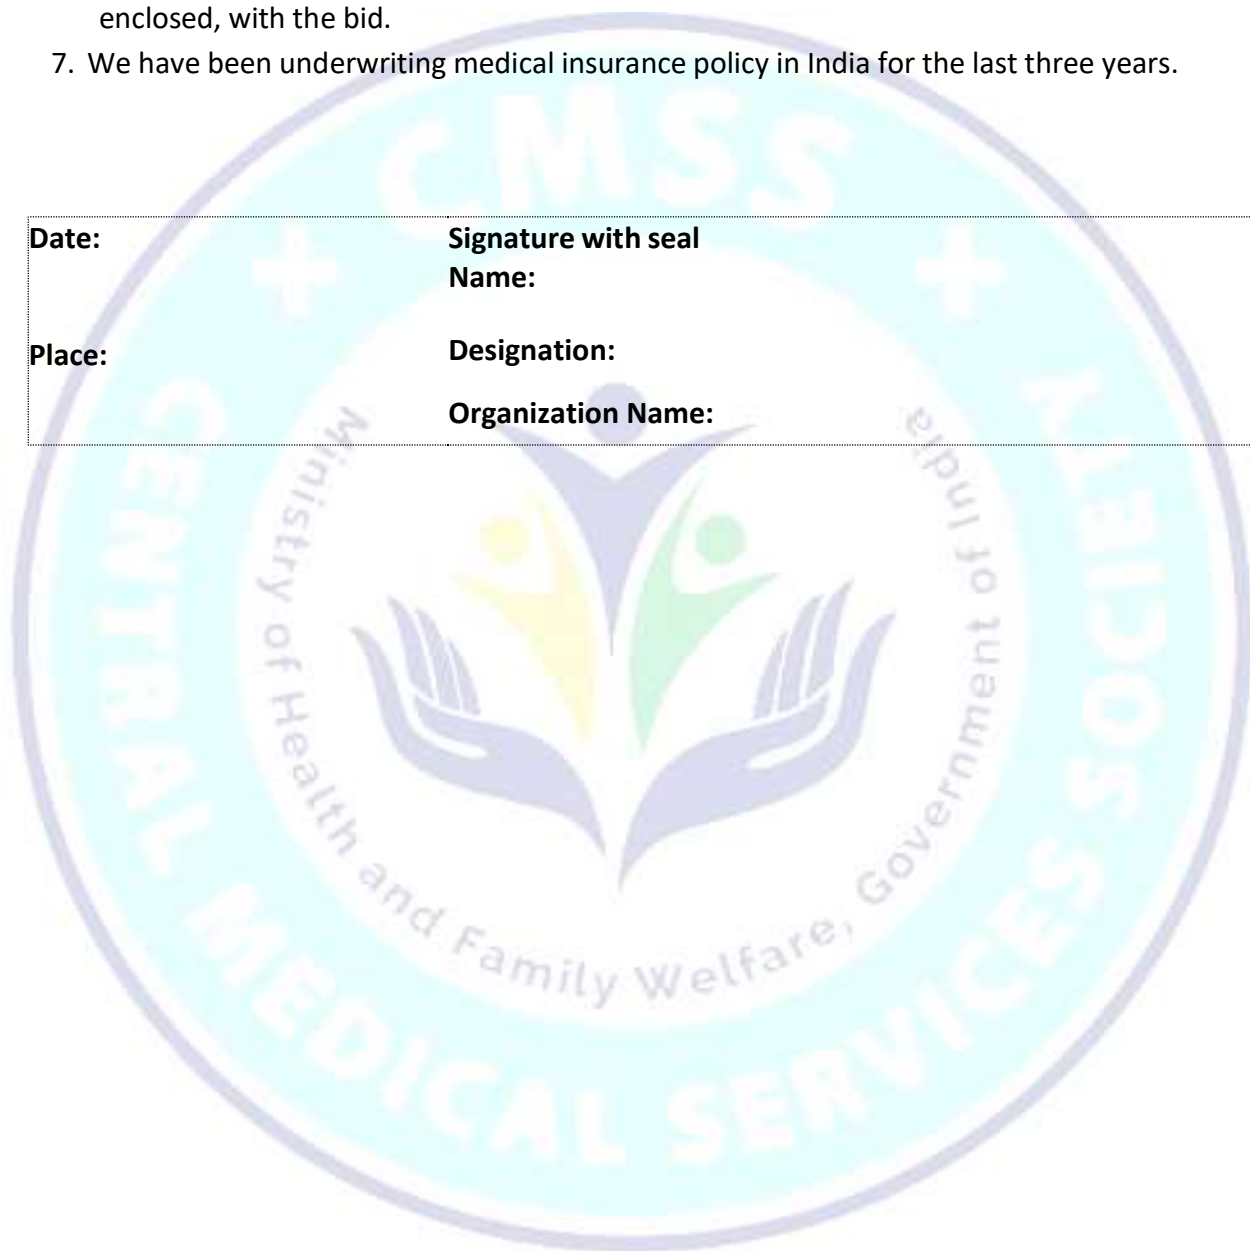 enclosed, with the bid.
7. We have been underwriting medical insurance policy in India for the last three years.
CMSS
Date:
Signature with seal
Name:
Place:
Designation:
Organization Name:
CENTRAL MEDICAL SERVICES SOCIETY
Ministry of Health and Family Welfare, Government of India